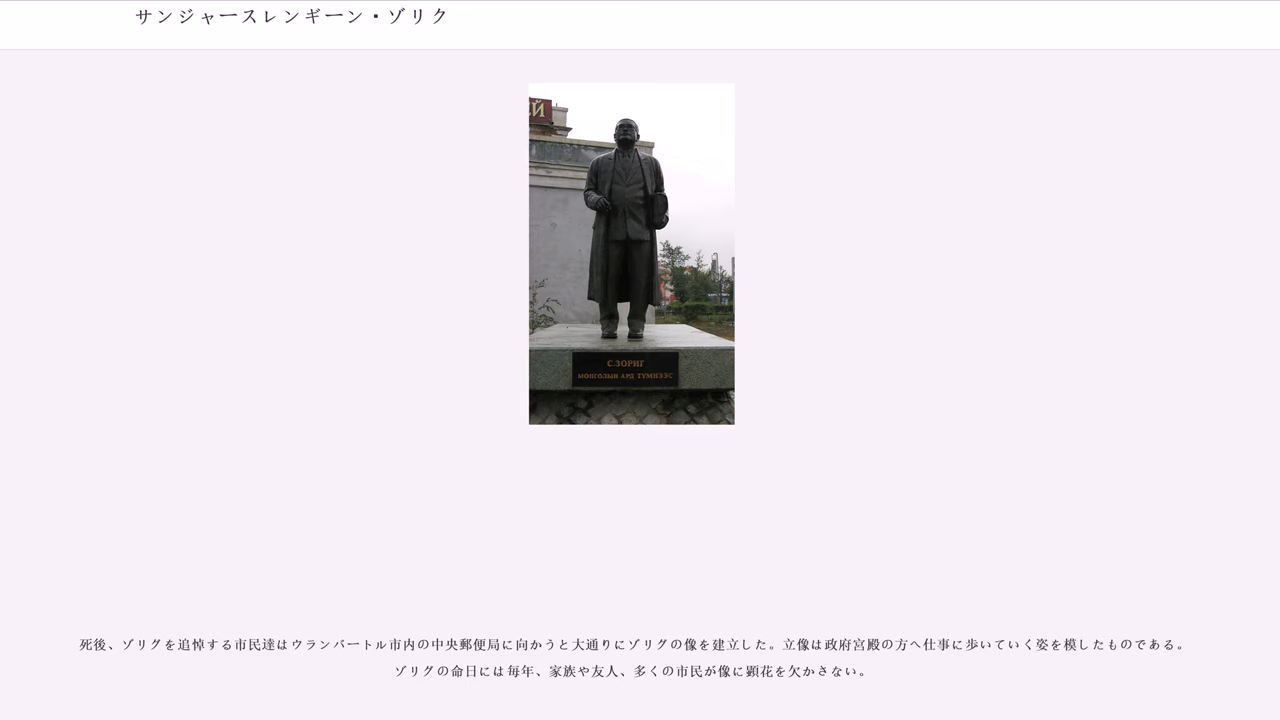 サンジャースレンギーン・ゾリク
Й
С.ЗОРИГ
МОНГОЛЫН АРД ТҮМНЭЭС
死後、ゾリグを追悼する市民達はウランバートル市内の中央郵便局に向かうと大通りにゾリグの像を建立した。立像は政府宮殿の方へ仕事に歩いていく姿を模したものである。
ゾリグの命日には毎年、家族や友人、多くの市民が像に顕花を欠かさない。